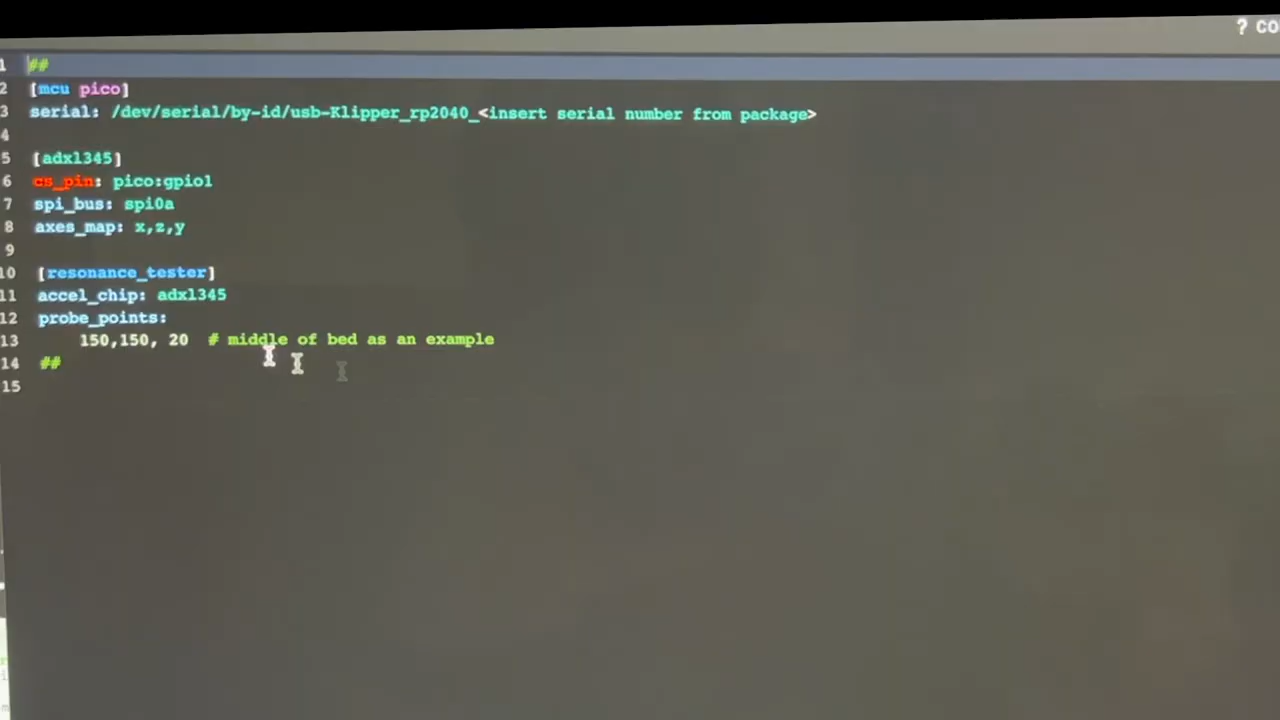 ? CO
1 ##
2 [mcu pico]
3 serial: /dev/serial/by-id/usb-Klipper_rp2040_<insert serial number from package>
4
5 [adxl345]
6 cs_pin: pico:gpio1
7 spi_bus: spi0a
8 axes_map: x,z,y
9
10 [resonance_tester]
11 accel_chip: adxl345
12 probe_points:
13 150,150, 20 # middle of bed as an example
14 ##
15